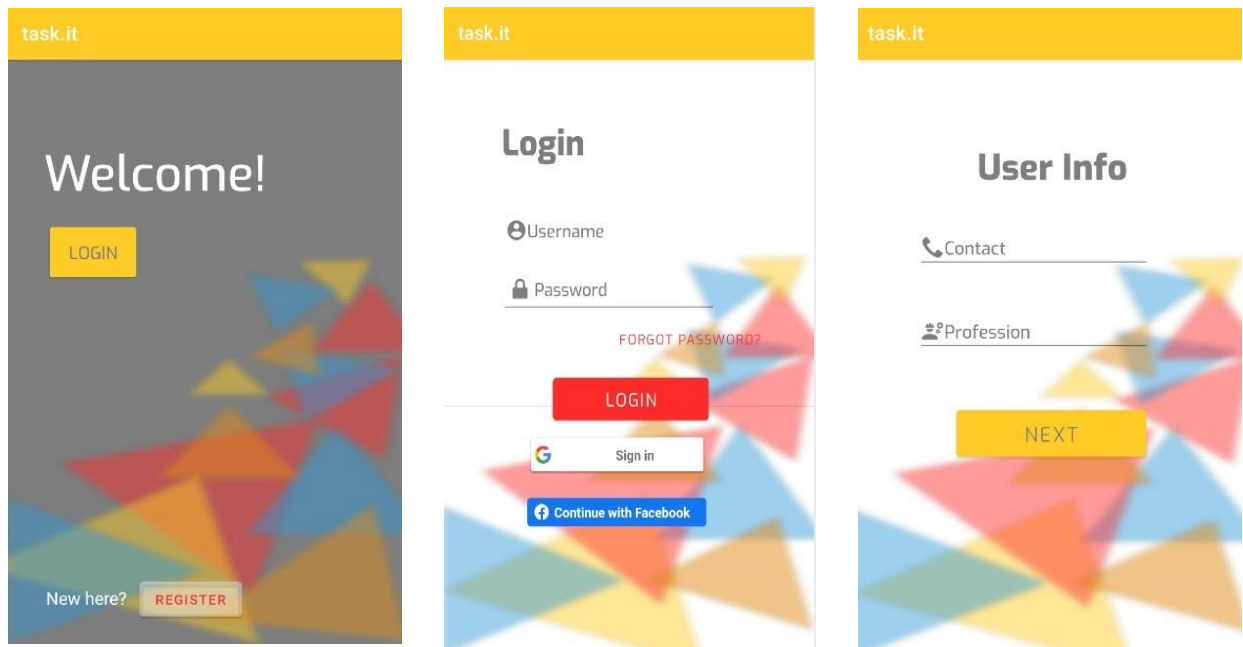 task.it
Welcome!
LOGIN
New here? REGISTER
task.it
Login
Username
Password
FORGOT PASSWORD?
LOGIN
Sign in
Continue with Facebook
task.it
User Info
Contact
Profession
NEXT